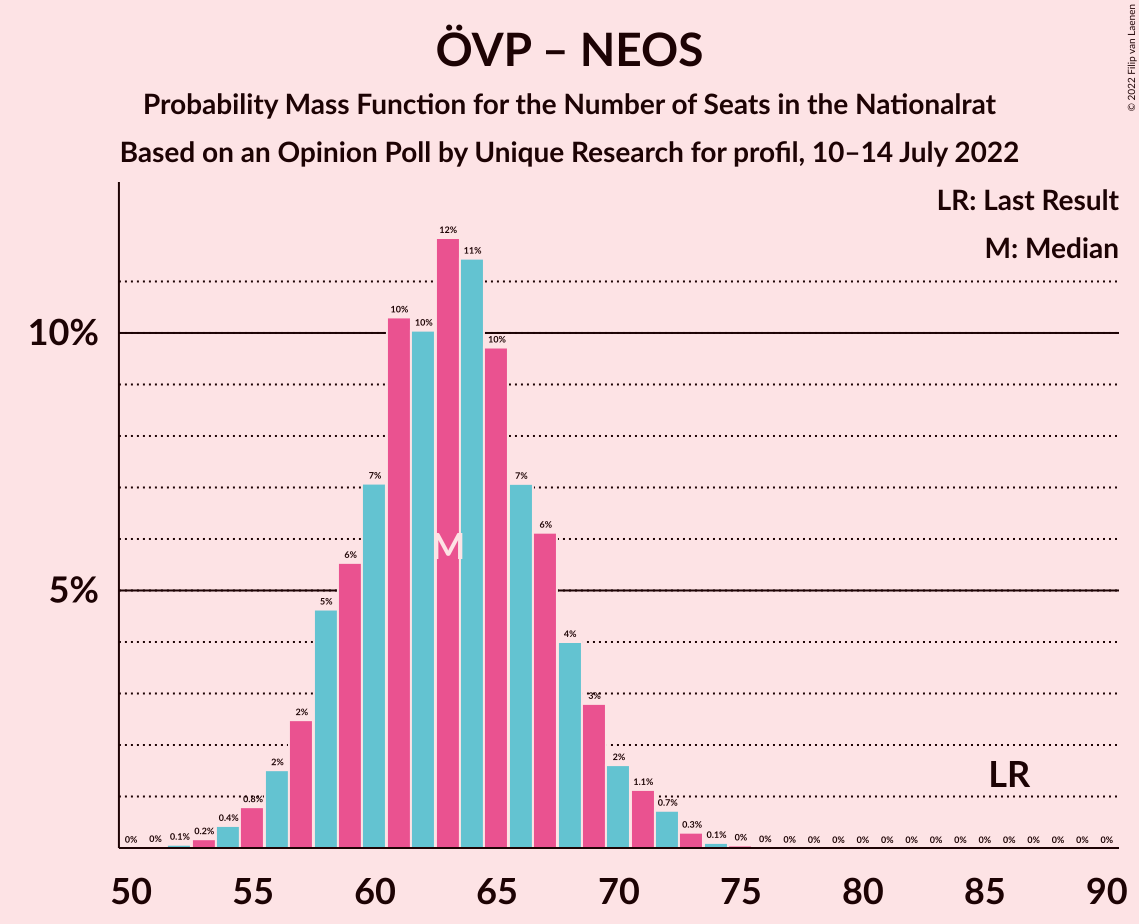 ÖVP – NEOS
Probability Mass Function for the Number of Seats in the Nationalrat
Based on an Opinion Poll by Unique Research for profil, 10–14 July 2022
© 2022 Filip van Laenen
LR: Last Result
M: Median
10%
5%
0% 0% 0.1% 0.2% 0.4% 0.8% 2% 2% 5% 6% 7% 10% 10% 12% 11% 10% 7% 6% 4% 3% 2% 1.1% 0.7% 0.3% 0.1% 0% 0% 0% 0% 0% 0% 0% 0% 0% 0% 0% 0% 0% 0% 0% 0%
M
LR
50 55 60 65 70 75 80 85 90